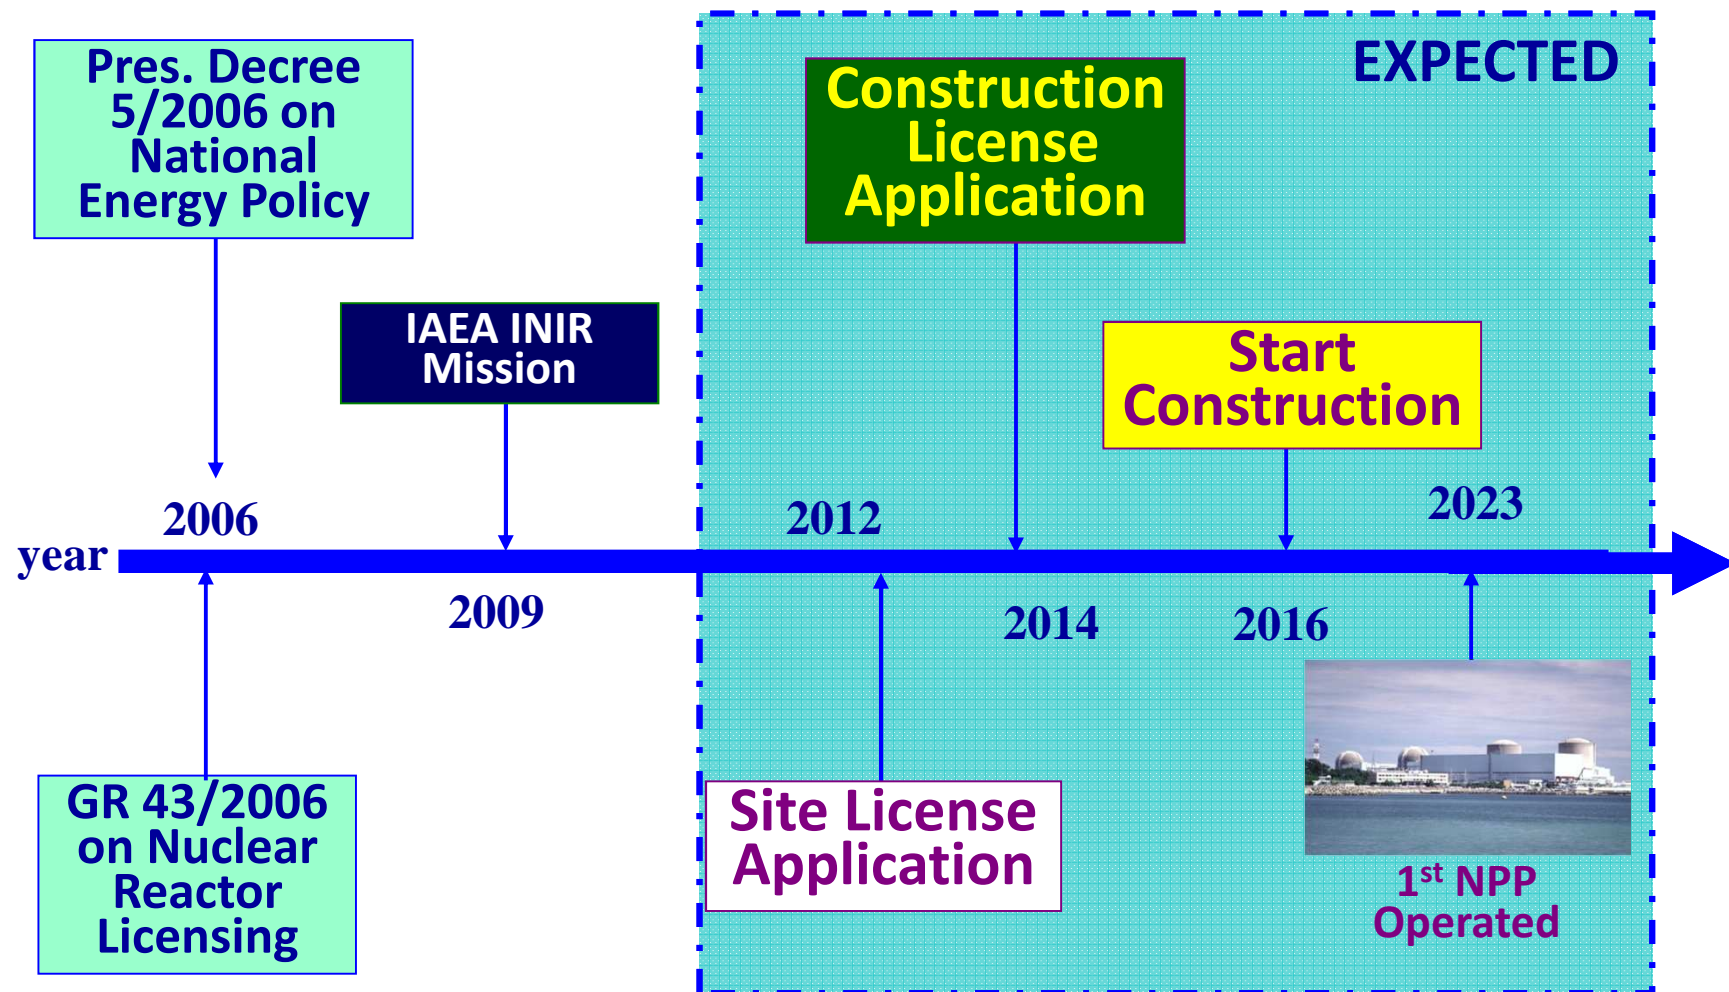 Pres. Decree
5/2006 on
National
Energy Policy
EXPECTED
Construction
License
Application
IAEA INIR
Mission
Start
Construction
2006
2012
2023
year
2009
2014
2016
GR 43/2006
on Nuclear
Reactor
Licensing
Site License
Application
1st NPP
Operated